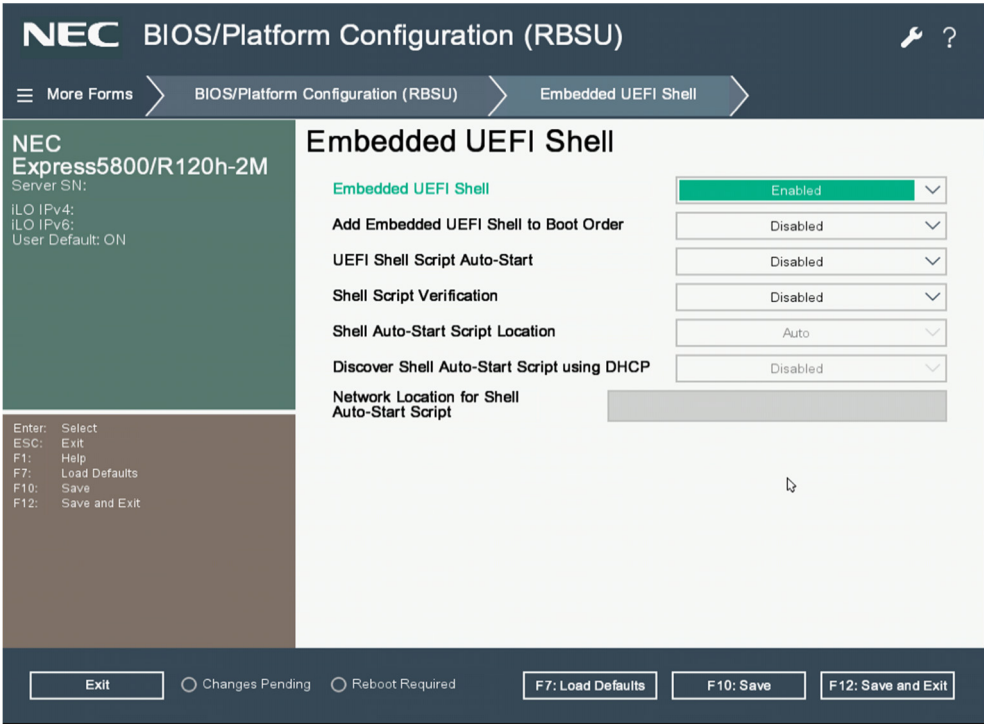 NEC BIOS/Platform Configuration (RBSU) ?
More Forms BIOS/Platform Configuration (RBSU) Embedded UEFI Shell
NEC
Express5800/R120h-2M
Server SN:
iLO IPv4:
iLO IPv6:
User Default: ON
Enter: Select
ESC: Exit
F1: Help
F7: Load Defaults
F10: Save
F12: Save and Exit
Embedded UEFI Shell
Embedded UEFI Shell Enabled
Add Embedded UEFI Shell to Boot Order Disabled
UEFI Shell Script Auto-Start Disabled
Shell Script Verification Disabled
Shell Auto-Start Script Location Auto
Discover Shell Auto-Start Script using DHCP Disabled
Network Location for Shell
Auto-Start Script
Exit Changes Pending Reboot Required F7: Load Defaults F10: Save F12: Save and Exit